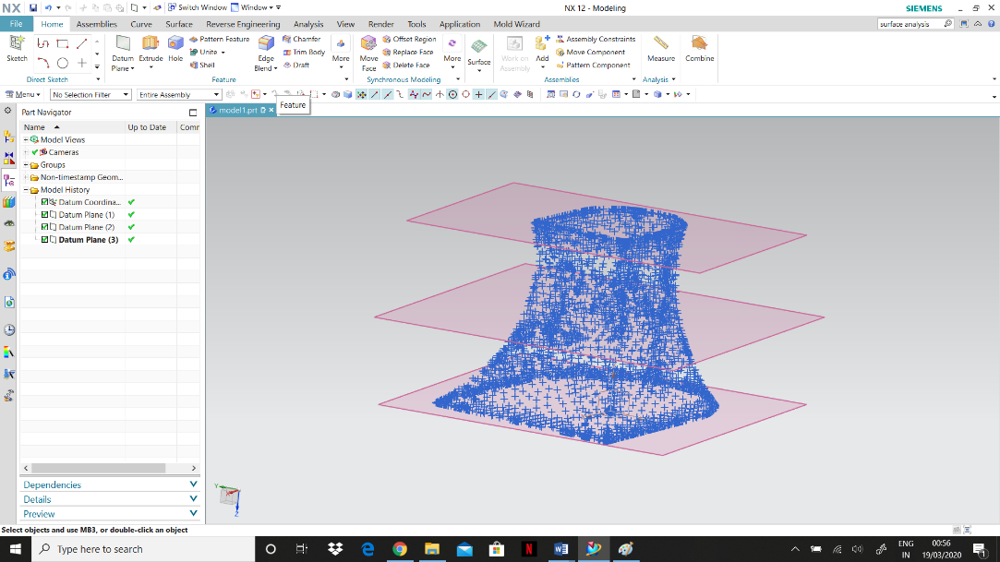 NX Switch Window Window NX 12 - Modeling SIEMENS
File Home Assemblies Curve Surface Reverse Engineering Analysis View Render Tools Application Mold Wizard surface analysis
Sketch
Direct Sketch
Datum Plane Extrude Hole
Pattern Feature
Unite
Shell
Edge Blend
Chamfer
Trim Body
Draft
More
Feature
Move Face
Offset Region
Replace Face
Delete Face
More
Synchronous Modeling
Surface
Work on Assembly
Add
Assembly Constraints
Move Component
Pattern Component
Assemblies
Measure
Analysis
Combine
Menu No Selection Filter Entire Assembly
Feature
Part Navigator
model1.prt
Name Up to Date Comr
Model Views
Cameras
Groups
Non-timestamp Geom...
Model History
Datum Coordina...
Datum Plane (1)
Datum Plane (2)
Datum Plane (3)
Dependencies
Details
Preview
Y
Z
Select objects and use MB3, or double-click an object
Type here to search
ENG
IN
00:56
19/03/2020
1